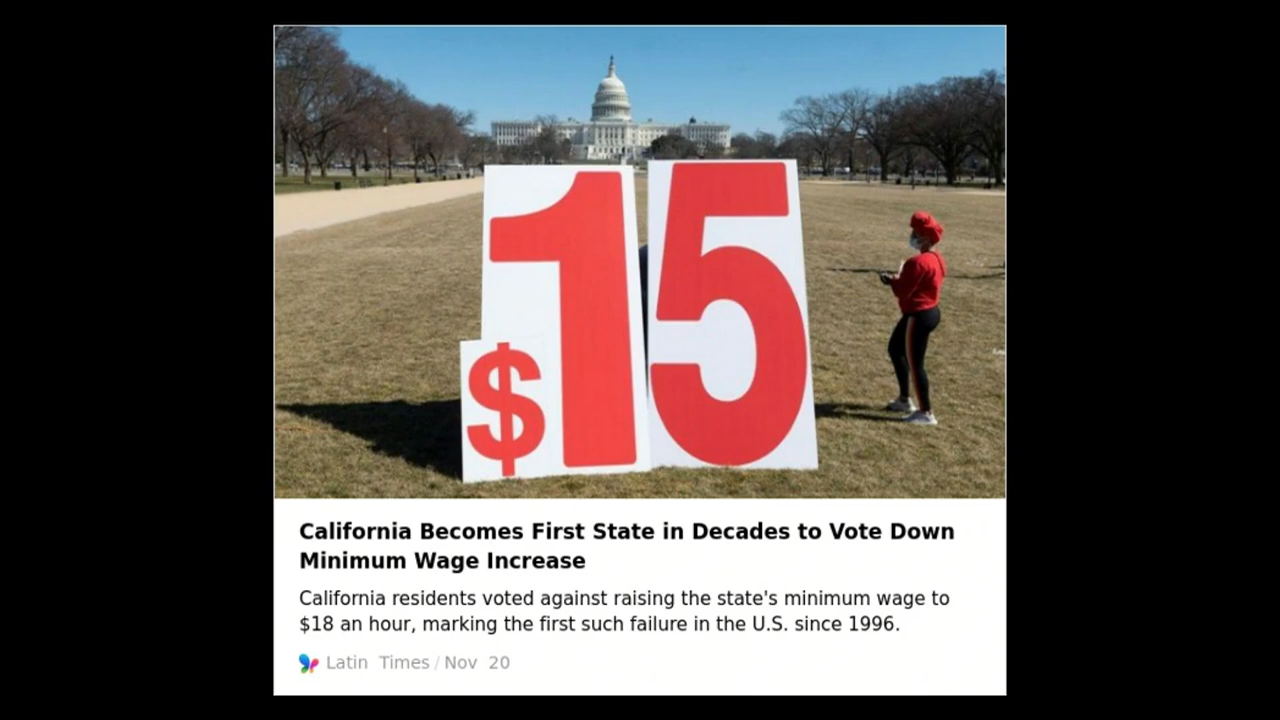 $15
California Becomes First State in Decades to Vote Down
Minimum Wage Increase
California residents voted against raising the state's minimum wage to
$18 an hour, marking the first such failure in the U.S. since 1996.
Latin Times / Nov 20